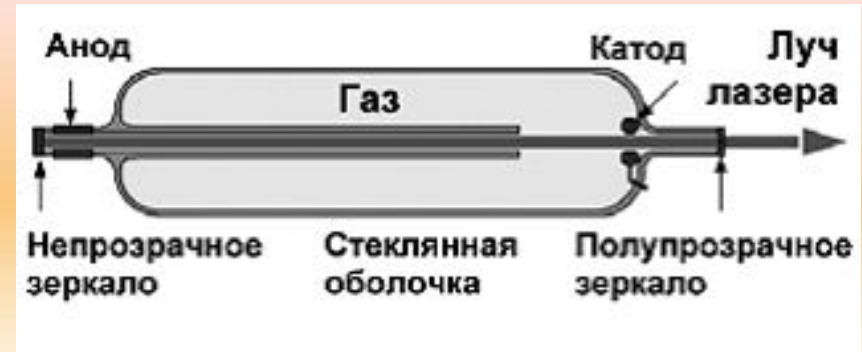 Анод
Катод
Луч
лазера
Газ
Непрозрачное
зеркало
Стеклянная
оболочка
Полупрозрачное
зеркало